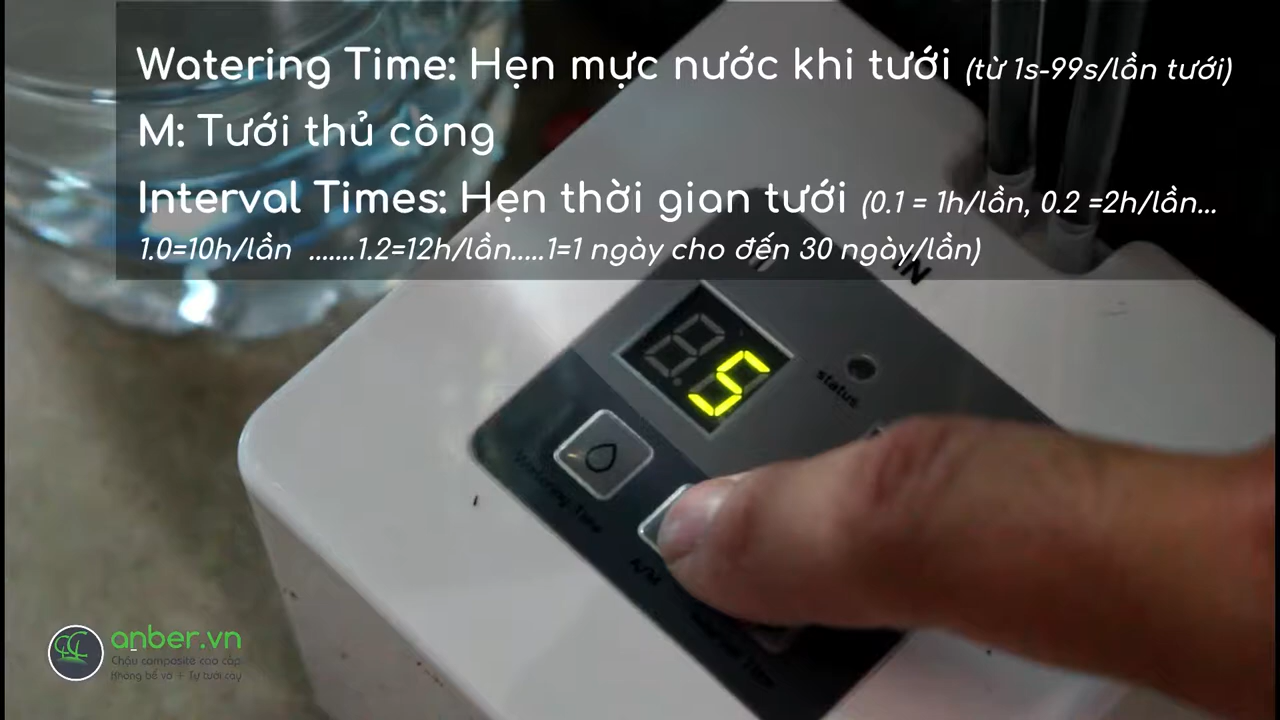 Watering Time: Hẹn mực nước khi tưới (từ 1s-99s/lần tưới)
M: Tưới thủ công
Interval Times: Hẹn thời gian tưới (0.1 = 1h/lần, 0.2 =2h/lần...
1.0=10h/lần .......1.2=12h/lần.....1=1 ngày cho đến 30 ngày/lần)
IN
5
status
Watering Time
A/M
anber.vn
Chậu composite cao cấp
Không bể vỡ + Tự tưới cây